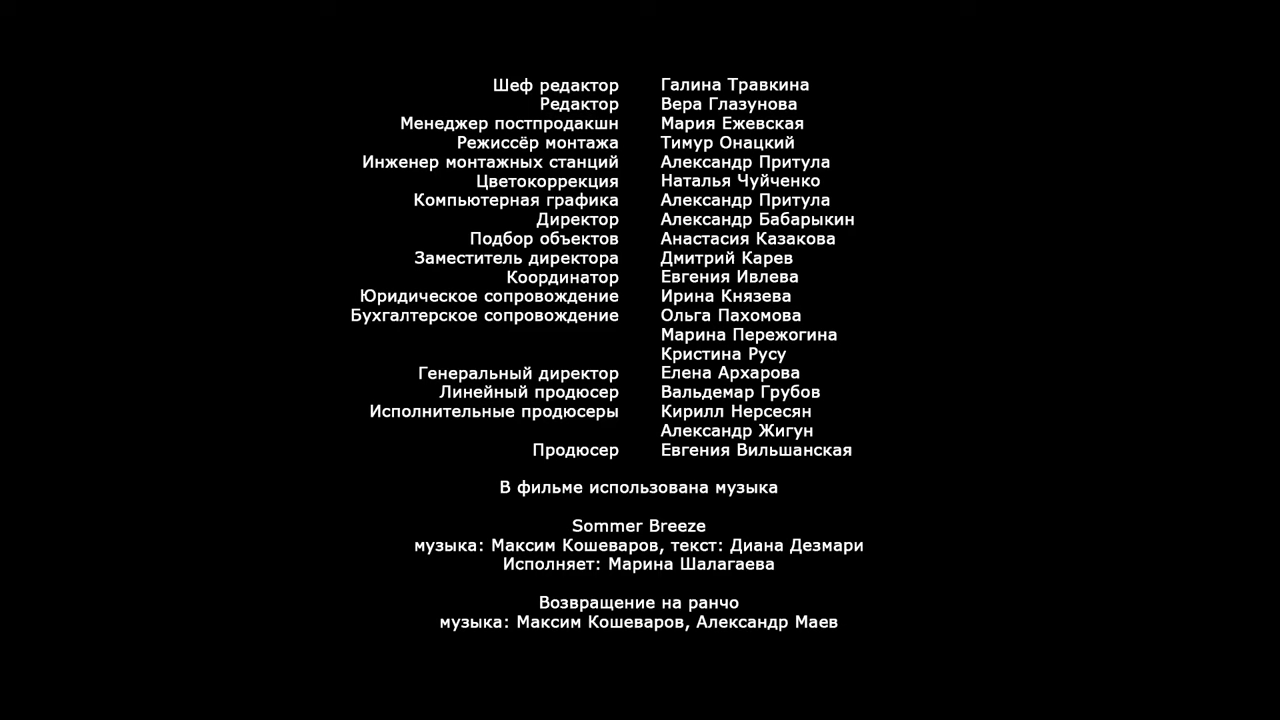 Шеф редактор Галина Травкина
Редактор Вера Глазунова
Менеджер постпродакшн Мария Ежевская
Режиссёр монтажа Тимур Онацкий
Инженер монтажных станций Александр Притула
Цветокоррекция Наталья Чуйченко
Компьютерная графика Александр Притула
Директор Александр Бабарыкин
Подбор объектов Анастасия Казакова
Заместитель директора Дмитрий Карев
Координатор Евгения Ивлева
Юридическое сопровождение Ирина Князева
Бухгалтерское сопровождение Ольга Пахомова
Марина Пережогина
Кристина Русу
Генеральный директор Елена Архарова
Линейный продюсер Вальдемар Грубов
Исполнительные продюсеры Кирилл Нерсесян
Александр Жигун
Продюсер Евгения Вильшанская
В фильме использована музыка
Sommer Breeze
музыка: Максим Кошеваров, текст: Диана Дезмари
Исполняет: Марина Шалагаева
Возвращение на ранчо
музыка: Максим Кошеваров, Александр Маев